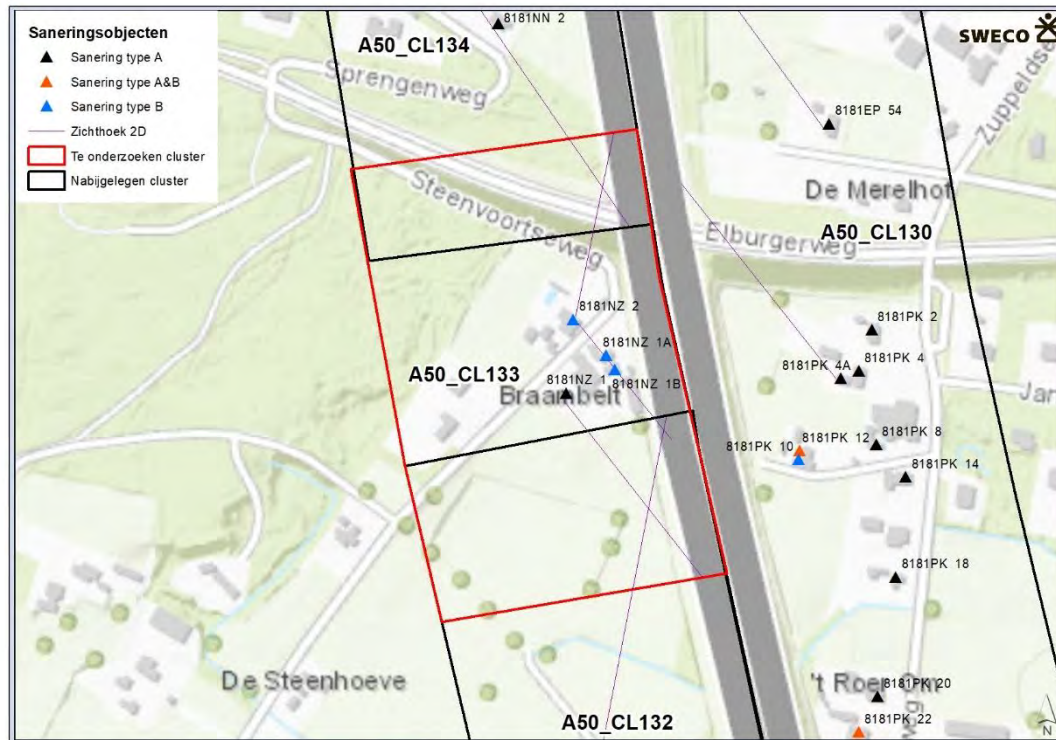 Saneringsobjecten
Sanering type A
Sanering type A&B
Sanering type B
Zichthoek 2D
Te onderzoeken cluster
Nabijgelegen cluster
SWECO
A50_CL134
8181NN 2
Sprengenweg
Steenvoortseweg
8181EP 54
De Merelhof
A50_CL130
Elburgerweg
8181NZ 2
8181NZ 1A
8181NZ 1B
8181NZ 1
A50_CL133
Braambelt
8181PK 2
8181PK 4
8181PK 4A
8181PK 8
8181PK 10
8181PK 12
8181PK 14
8181PK 18
De Steenhoeve
A50_CL132
8181PK 20
8181PK 22
N